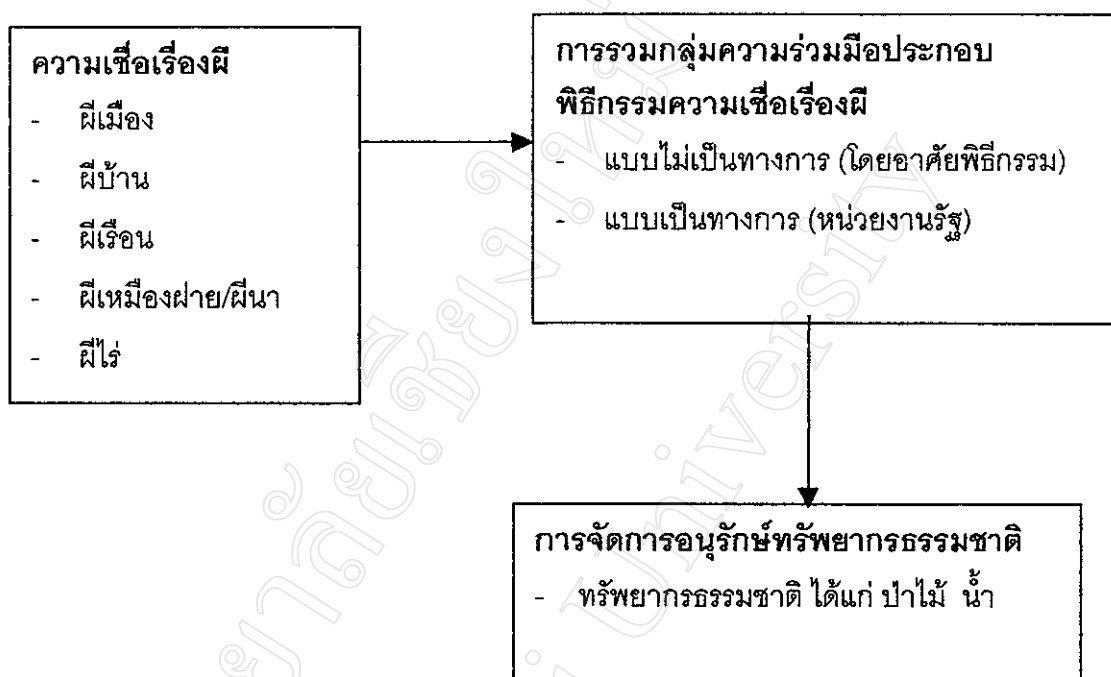 ความเชื่อเรื่องผี
- ผีเมือง
- ผีบ้าน
- ผีเรือน
- ผีเหมืองฝาย/ผีนา
- ผีไร่
การรวมกลุ่มความร่วมมือประกอบ
พิธีกรรมความเชื่อเรื่องผี
- แบบไม่เป็นทางการ (โดยอาศัยพิธีกรรม)
- แบบเป็นทางการ (หน่วยงานรัฐ)
การจัดการอนุรักษ์ทรัพยากรธรรมชาติ
- ทรัพยากรธรรมชาติ ได้แก่ ป่าไม้ น้ำ
University